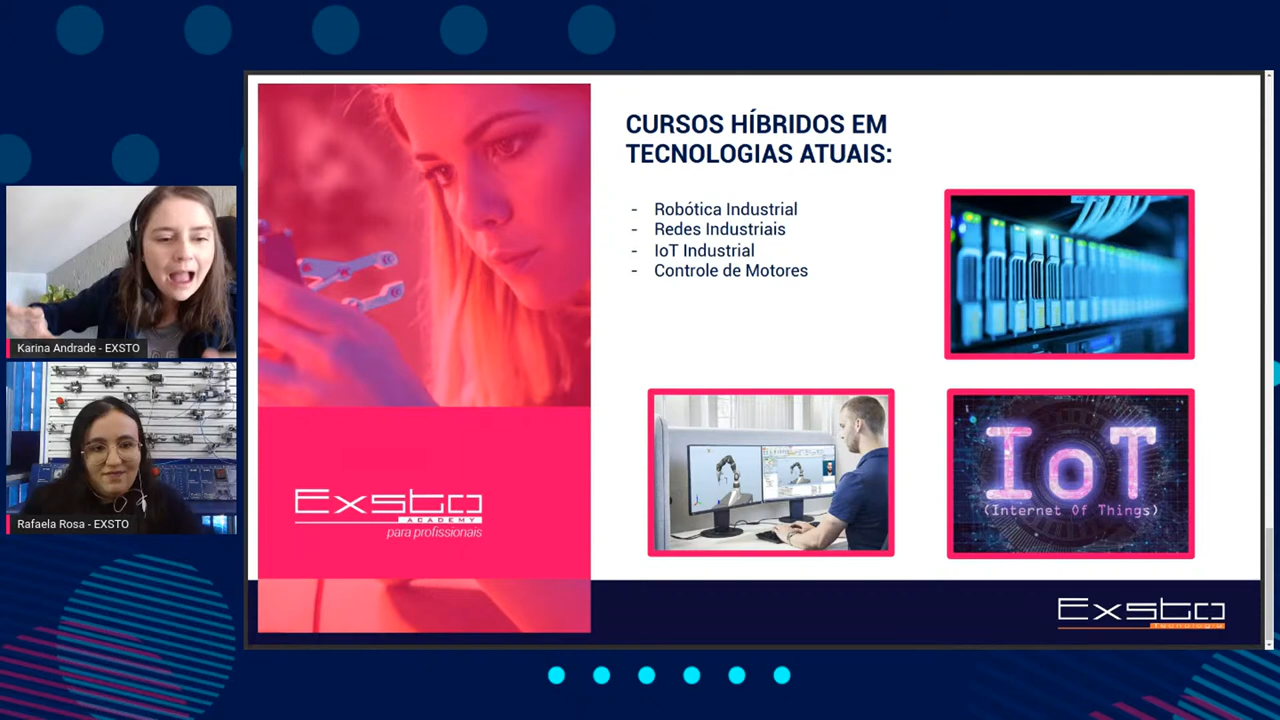 CURSOS HÍBRIDOS EM
TECNOLOGIAS ATUAIS:
- Robótica Industrial
- Redes Industriais
- IoT Industrial
- Controle de Motores
Karina Andrade - EXSTO
Rafaela Rosa - EXSTO
Exsto
ACADEMY
para profissionais
IoT
(Internet Of Things)
Exsto
Tecnologia